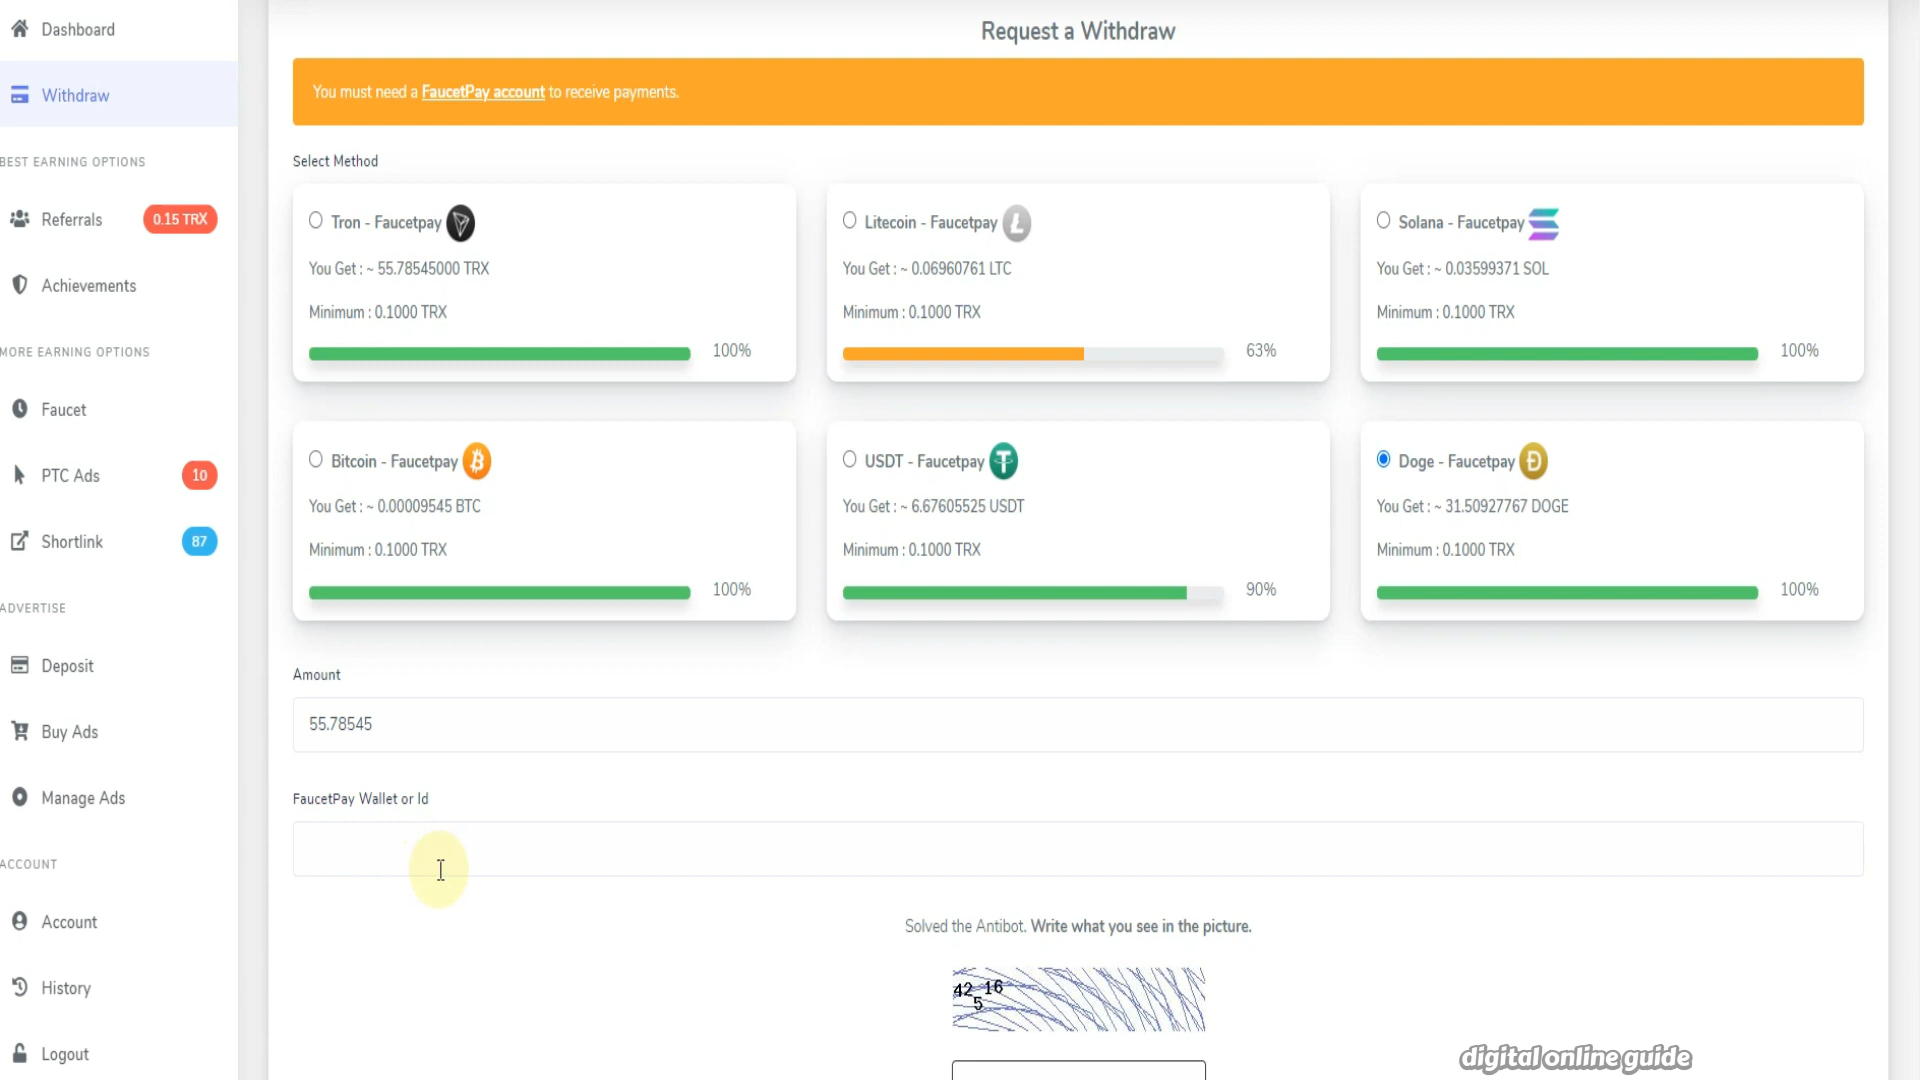 Dashboard
Withdraw
BEST EARNING OPTIONS
Referrals 0.15 TRX
Achievements
MORE EARNING OPTIONS
Faucet
PTC Ads 10
Shortlink 87
ADVERTISE
Deposit
Buy Ads
Manage Ads
ACCOUNT
Account
History
Logout
Request a Withdraw
You must need a FaucetPay account to receive payments.
Select Method
Tron - Faucetpay
You Get : ~ 55.78545000 TRX
Minimum : 0.1000 TRX
100%
Litecoin - Faucetpay
You Get : ~ 0.06960761 LTC
Minimum : 0.1000 TRX
63%
Solana - Faucetpay
You Get : ~ 0.03599371 SOL
Minimum : 0.1000 TRX
100%
Bitcoin - Faucetpay
You Get : ~ 0.00009545 BTC
Minimum : 0.1000 TRX
100%
USDT - Faucetpay
You Get : ~ 6.67605525 USDT
Minimum : 0.1000 TRX
90%
Doge - Faucetpay
You Get : ~ 31.50927767 DOGE
Minimum : 0.1000 TRX
100%
Amount
55.78545
FaucetPay Wallet or Id
Solved the Antibot. Write what you see in the picture.
42516
digital online guide